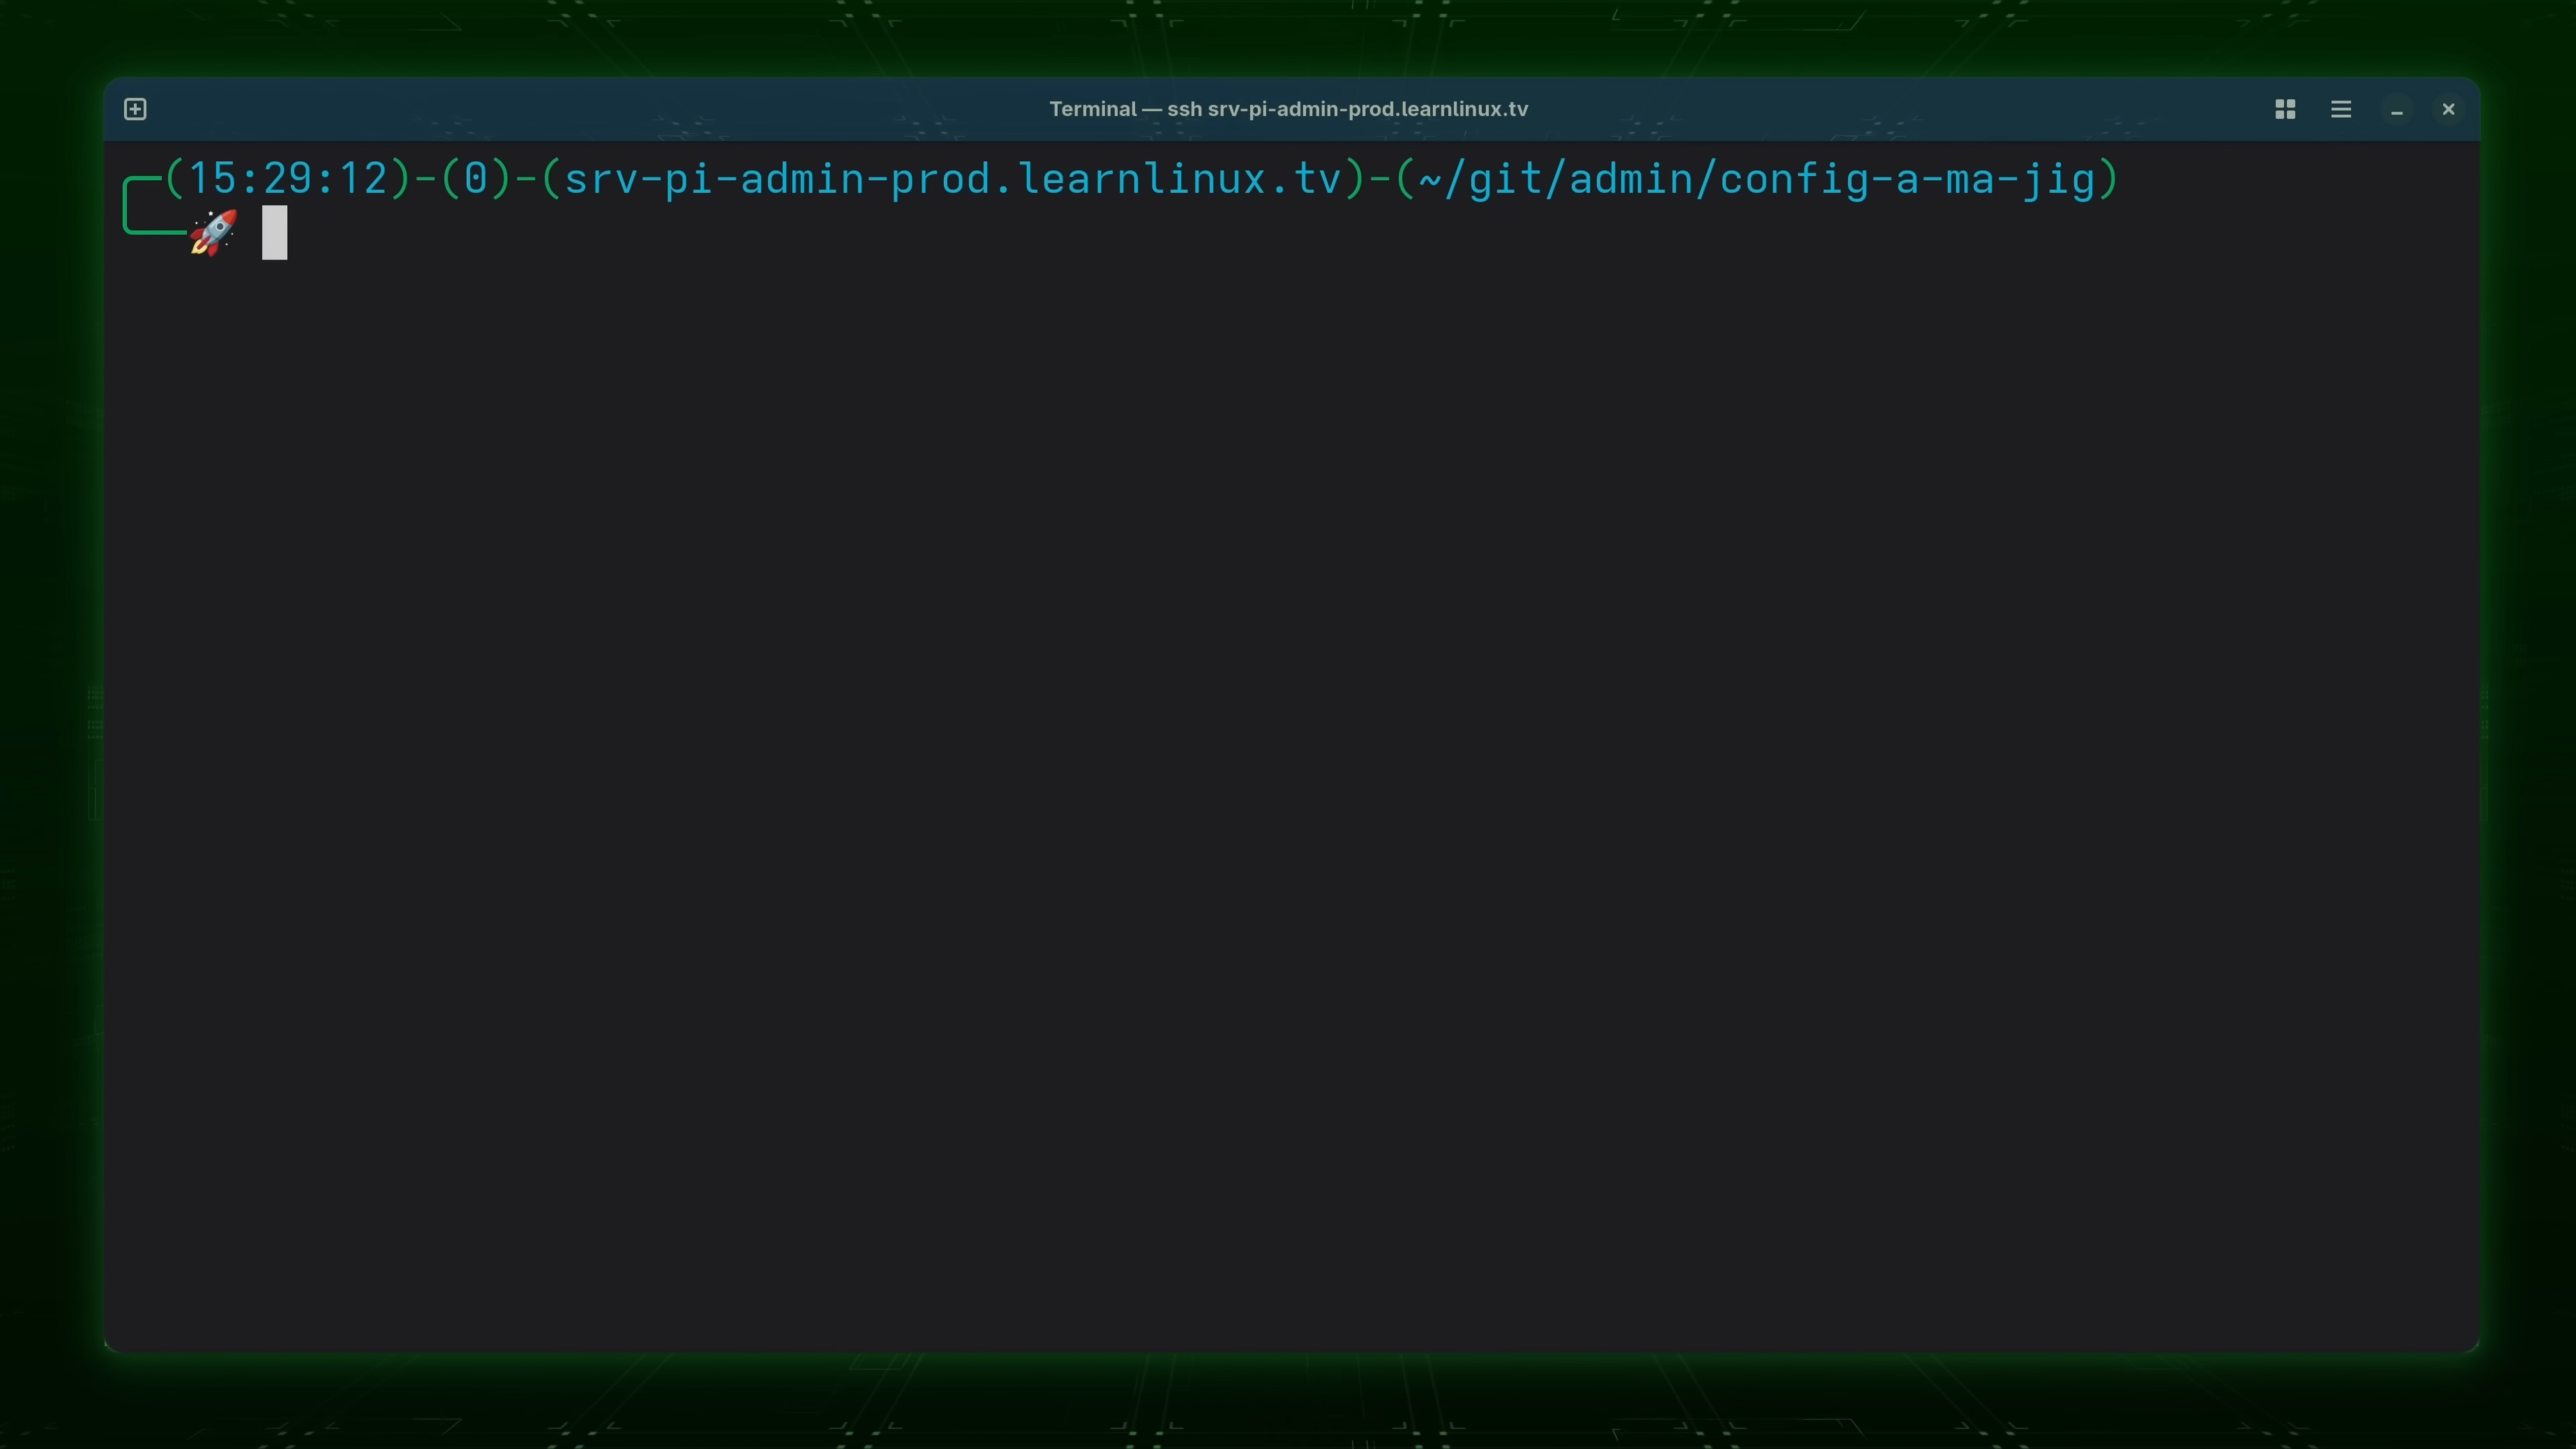 Terminal — ssh srv-pi-admin-prod.learnlinux.tv
(15:29:12)-(0)-(srv-pi-admin-prod.learnlinux.tv)-(~/git/admin/config-a-ma-jig)
🚀